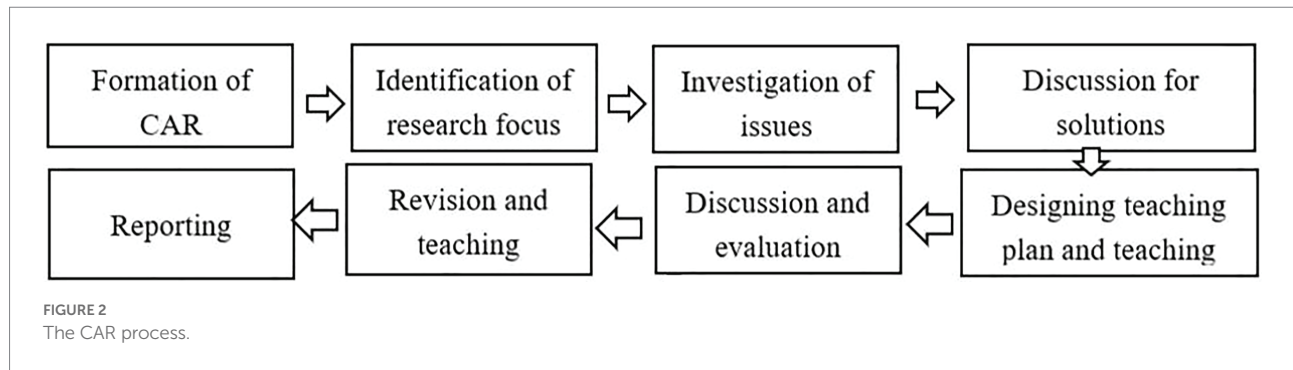 Formation of
CAR
Identification of
research focus
Investigation of
issues
Discussion for
solutions
Designing teaching
plan and teaching
Discussion and
evaluation
Revision and
teaching
Reporting
FIGURE 2
The CAR process.